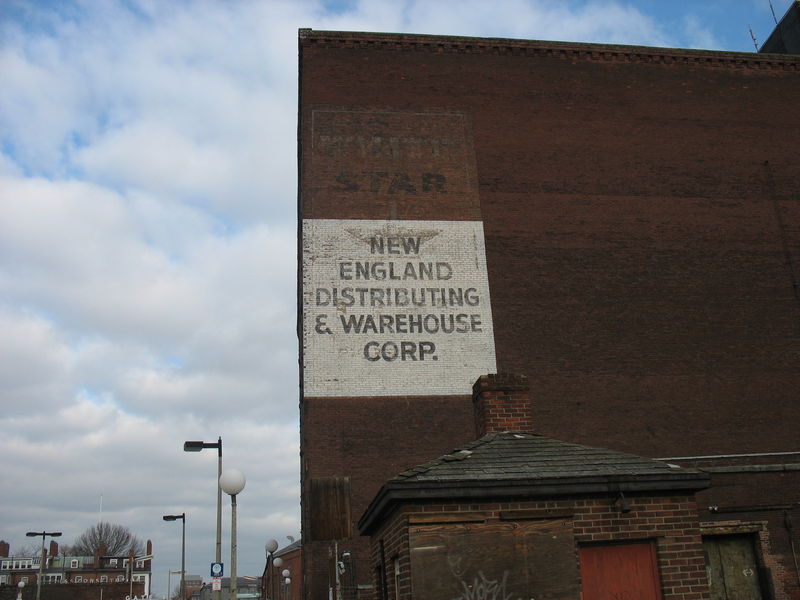 STAR
NEW
ENGLAND
DISTRIBUTING
& WAREHOUSE
CORP.